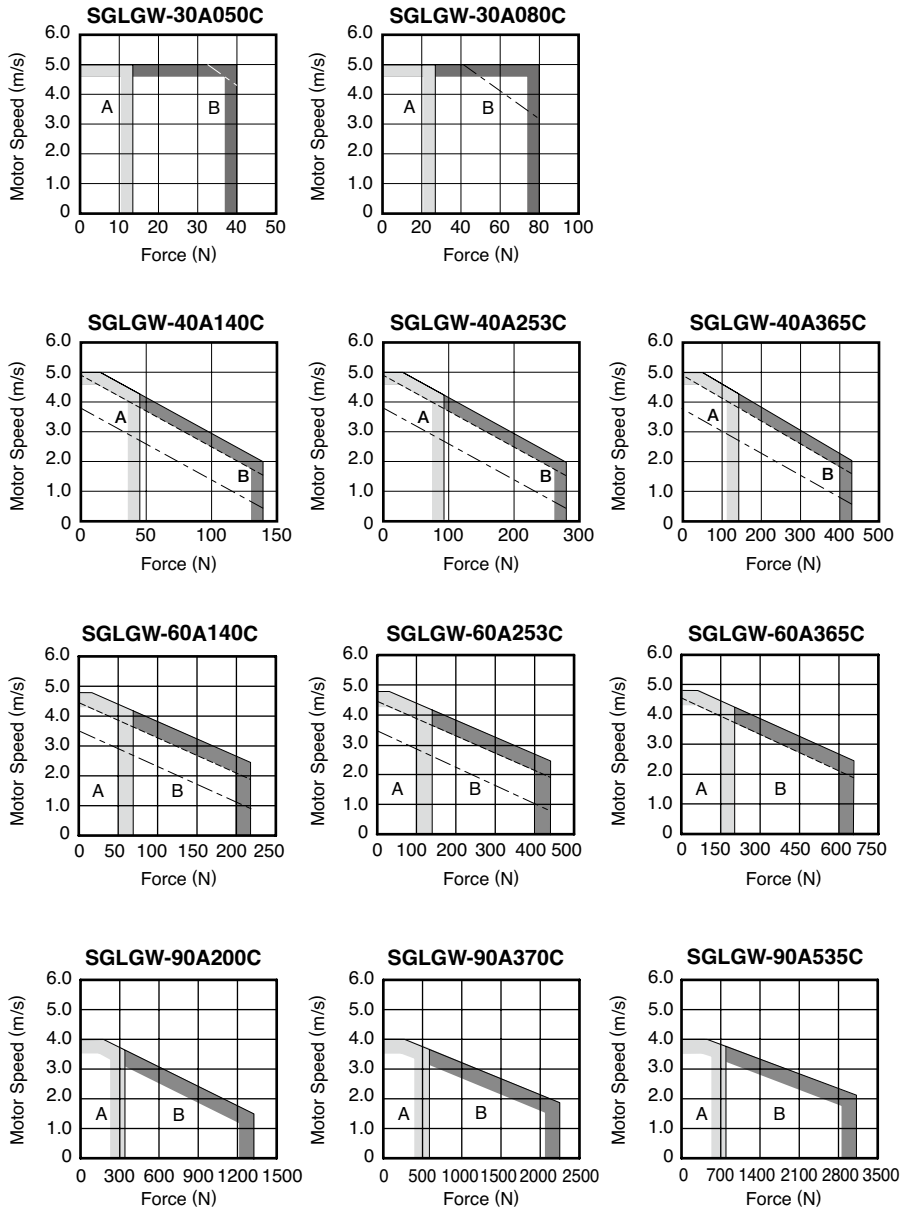 SGLGW-30A050C
Motor Speed (m/s)
6.0
5.0
4.0
3.0
2.0
1.0
0
A
B
0 10 20 30 40 50
Force (N)
SGLGW-30A080C
Motor Speed (m/s)
6.0
5.0
4.0
3.0
2.0
1.0
0
A
B
0 20 40 60 80 100
Force (N)
SGLGW-40A140C
Motor Speed (m/s)
6.0
5.0
4.0
3.0
2.0
1.0
0
A
B
0 50 100 150
Force (N)
SGLGW-40A253C
Motor Speed (m/s)
6.0
5.0
4.0
3.0
2.0
1.0
0
A
B
0 100 200 300
Force (N)
SGLGW-40A365C
Motor Speed (m/s)
6.0
5.0
4.0
3.0
2.0
1.0
0
A
B
0 100 200 300 400 500
Force (N)
SGLGW-60A140C
Motor Speed (m/s)
6.0
5.0
4.0
3.0
2.0
1.0
0
A
B
0 50 100 150 200 250
Force (N)
SGLGW-60A253C
Motor Speed (m/s)
6.0
5.0
4.0
3.0
2.0
1.0
0
A
B
0 100 200 300 400 500
Force (N)
SGLGW-60A365C
Motor Speed (m/s)
6.0
5.0
4.0
3.0
2.0
1.0
0
A
B
0 150 300 450 600 750
Force (N)
SGLGW-90A200C
Motor Speed (m/s)
6.0
5.0
4.0
3.0
2.0
1.0
0
A
B
0 300 600 900 1200 1500
Force (N)
SGLGW-90A370C
Motor Speed (m/s)
6.0
5.0
4.0
3.0
2.0
1.0
0
A
B
0 500 1000 1500 2000 2500
Force (N)
SGLGW-90A535C
Motor Speed (m/s)
6.0
5.0
4.0
3.0
2.0
1.0
0
A
B
0 700 1400 2100 2800 3500
Force (N)